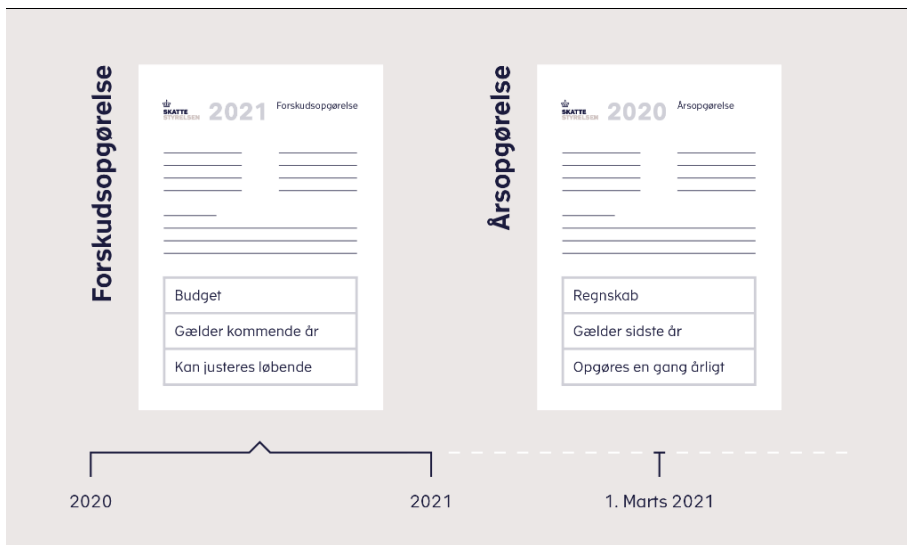 Forskudsopgørelse
SKATTE
STYRELSEN
2021
Forskudsopgørelse
Budget
Gælder kommende år
Kan justeres løbende
Årsopgørelse
SKATTE
STYRELSEN
2020
Årsopgørelse
Regnskab
Gælder sidste år
Opgøres en gang årligt
2020
2021
1. Marts 2021